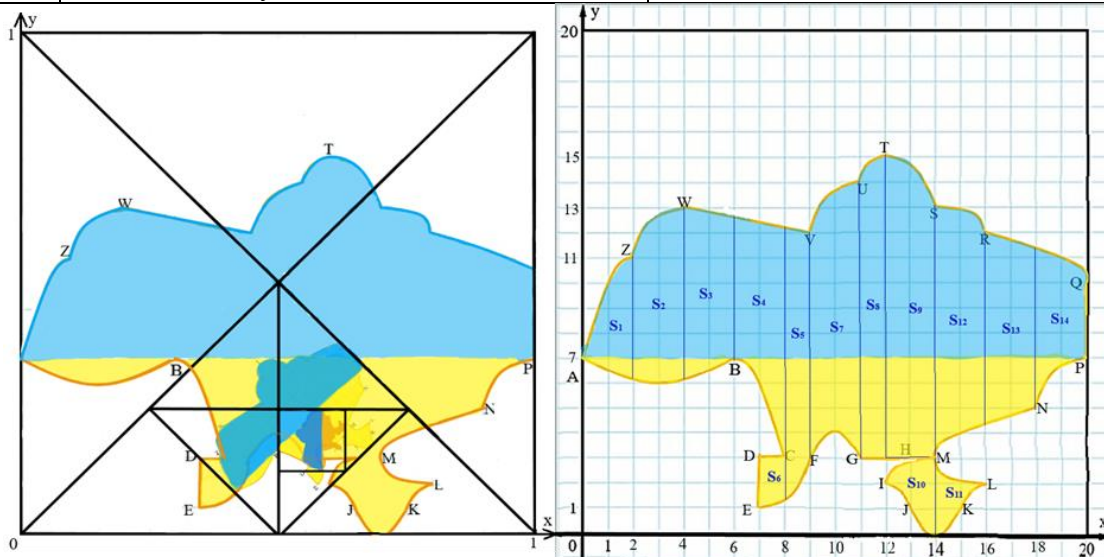 y
1
T
W
Z
B
P
N
D
M
L
E
J
K
x
0
1
y
20
T
15
U
W
13
S
V
R
Z
11
Q
S3
S14
S2
S4
S8
S9
S1
S5
S7
S12
S13
7
A
B
P
N
D
C
F
G
H
M
S6
I
S10
S11
L
1
E
J
K
x
0 1 2 4 6 8 10 12 14 16 18 20